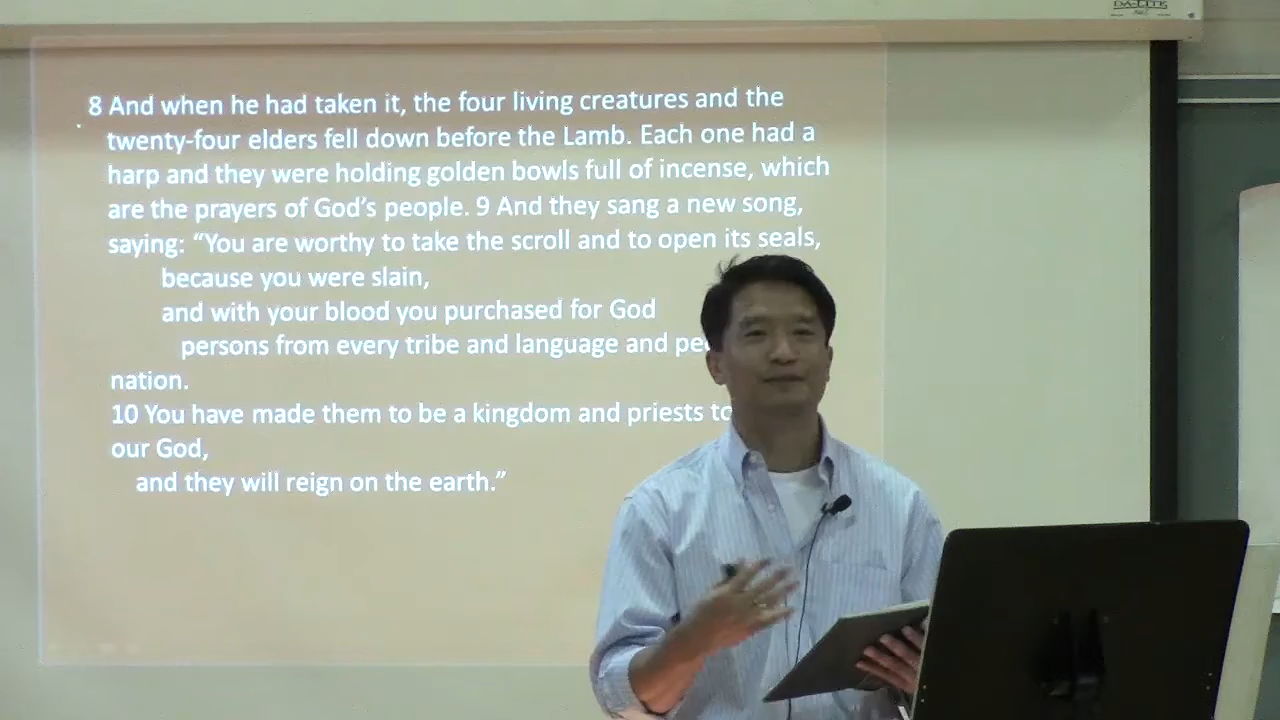 DA-LITE
8 And when he had taken it, the four living creatures and the
twenty-four elders fell down before the Lamb. Each one had a
harp and they were holding golden bowls full of incense, which
are the prayers of God’s people. 9 And they sang a new song,
saying: “You are worthy to take the scroll and to open its seals,
because you were slain,
and with your blood you purchased for God
persons from every tribe and language and
nation.
10 You have made them to be a kingdom and priests to
our God,
and they will reign on the earth.”